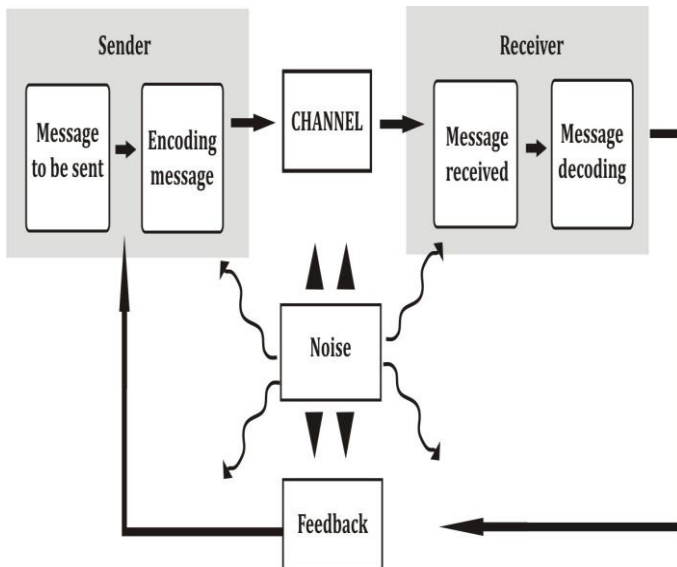 Sender
Message
to be sent
Encoding
message
CHANNEL
Receiver
Message
received
Message
decoding
Noise
Feedback